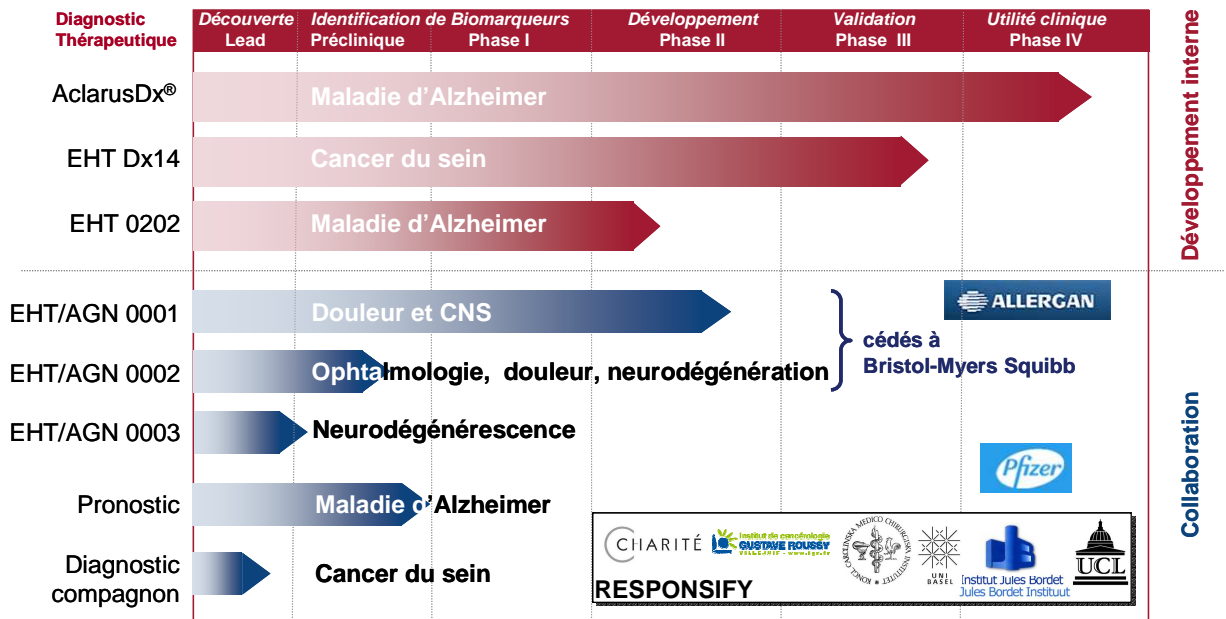 Diagnostic
Thérapeutique
Découverte
Lead
Identification de Biomarqueurs
Préclinique
Phase I
Développement
Phase II
Validation
Phase III
Utilité clinique
Phase IV
AclarusDx®
Maladie d'Alzheimer
EHT Dx14
Cancer du sein
EHT 0202
Maladie d'Alzheimer
Développement interne
EHT/AGN 0001
Douleur et CNS
ALLERGAN
EHT/AGN 0002
Ophtalmologie, douleur, neurodégénération
cédés à
Bristol-Myers Squibb
EHT/AGN 0003
Neurodégénérescence
Pfizer
Pronostic
Maladie d'Alzheimer
Diagnostic
compagnon
Cancer du sein
Collaboration
CHARITÉ
Institut de cancérologie
GUSTAVE ROUSSY
UNI
BASEL
Institut Jules Bordet
Jules Bordet Instituut
UCL
RESPONSIFY